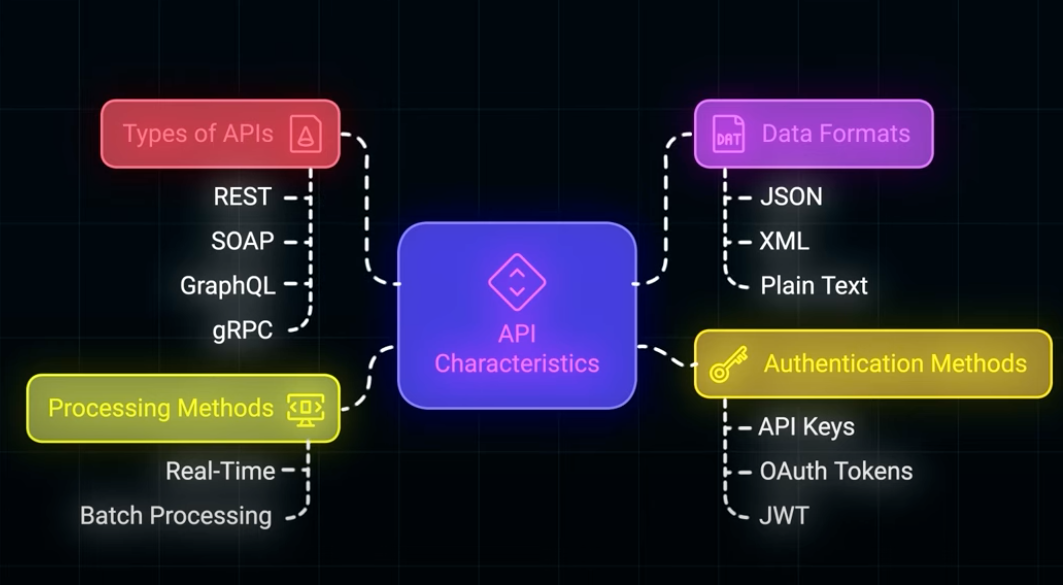 Types of APIs
REST
SOAP
GraphQL
gRPC
Processing Methods
Real-Time
Batch Processing
API
Characteristics
DAT
Data Formats
JSON
XML
Plain Text
Authentication Methods
API Keys
OAuth Tokens
JWT